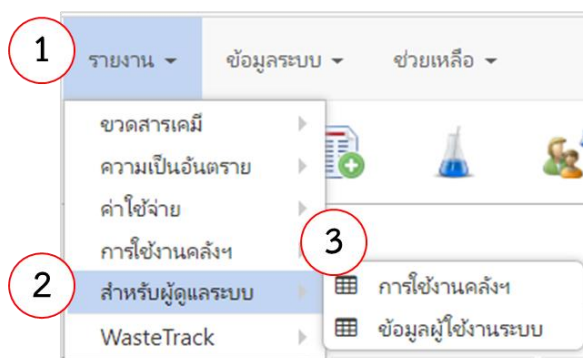 1
รายงาน ข้อมูลระบบ ช่วยเหลือ
ขวดสารเคมี
ความเป็นอันตราย
ค่าใช้จ่าย
การใช้งานคลังฯ
3
2
สำหรับผู้ดูแลระบบ
การใช้งานคลังฯ
ข้อมูลผู้ใช้งานระบบ
WasteTrack